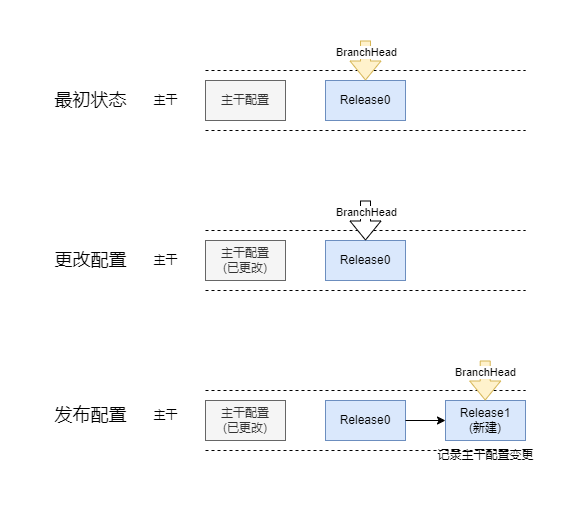 BranchHead
最初状态
主干
主干配置
Release0
BranchHead
更改配置
主干
主干配置
(已更改)
Release0
BranchHead
发布配置
主干
主干配置
(已更改)
Release0
Release1
(新建)
记录主干配置变更